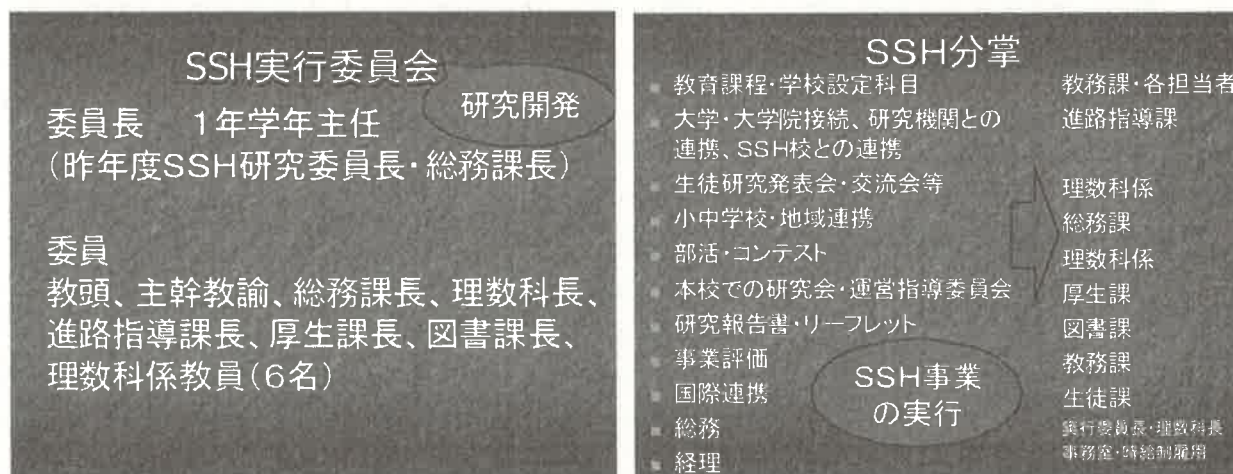 SSH実行委員会
研究開発
委員長 1年学年主任
(昨年度SSH研究委員長・総務課長)
委員
教頭、主幹教諭、総務課長、理数科長、
進路指導課長、厚生課長、図書課長、
理数科係教員(6名)
SSH分掌
教育課程・学校設定科目 教務課・各担当者
大学・大学院接続、研究機関との 進路指導課
連携、SSH校との連携
生徒研究発表会・交流会等 理数科係
小中学校・地域連携 総務課
部活・コンテスト 理数科係
本校での研究会・運営指導委員会 厚生課
研究報告書・リーフレット 図書課
事業評価 教務課
国際連携 生徒課
総務 実行委員長・理数科長
経理 事務室・時給制雇用
SSH事業
の実行